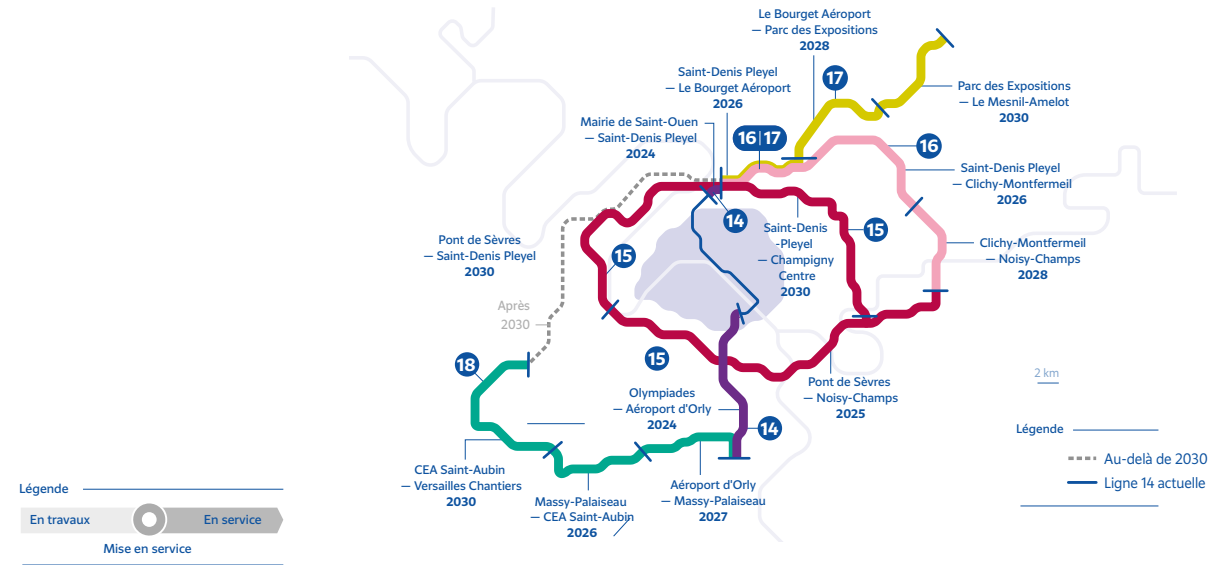 Le Bourget Aéroport
— Parc des Expositions
2028
Saint-Denis Pleyel
— Le Bourget Aéroport
2026
17
Parc des Expositions
— Le Mesnil-Amelot
2030
Mairie de Saint-Ouen
— Saint-Denis Pleyel
2024
16|17
16
Saint-Denis Pleyel
— Clichy-Montfermeil
2026
14
15
Saint-Denis
-Pleyel
— Champigny
Centre
2030
Pont de Sèvres
— Saint-Denis Pleyel
2030
15
Clichy-Montfermeil
— Noisy-Champs
2028
Après
2030
18
15
Pont de Sèvres
— Noisy-Champs
2025
2 km
Olympiades
— Aéroport d'Orly
2024
14
CEA Saint-Aubin
— Versailles Chantiers
2030
Massy-Palaiseau
— CEA Saint-Aubin
2026
Aéroport d'Orly
— Massy-Palaiseau
2027
Légende
Au-delà de 2030
Ligne 14 actuelle
Légende
En travaux
En service
Mise en service